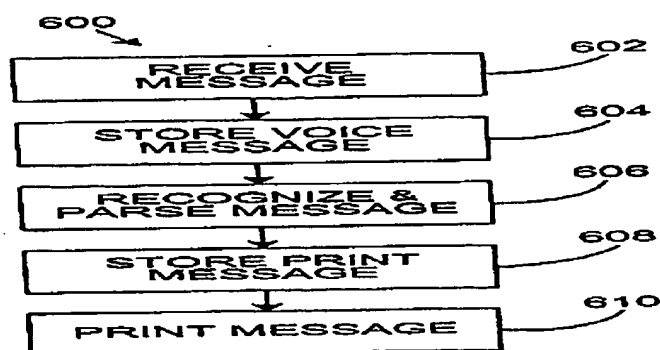 600
RECEIVE
MESSAGE
602
STORE VOICE
MESSAGE
604
RECOGNIZE &
PARSE MESSAGE
606
STORE PRINT
MESSAGE
608
PRINT MESSAGE
610